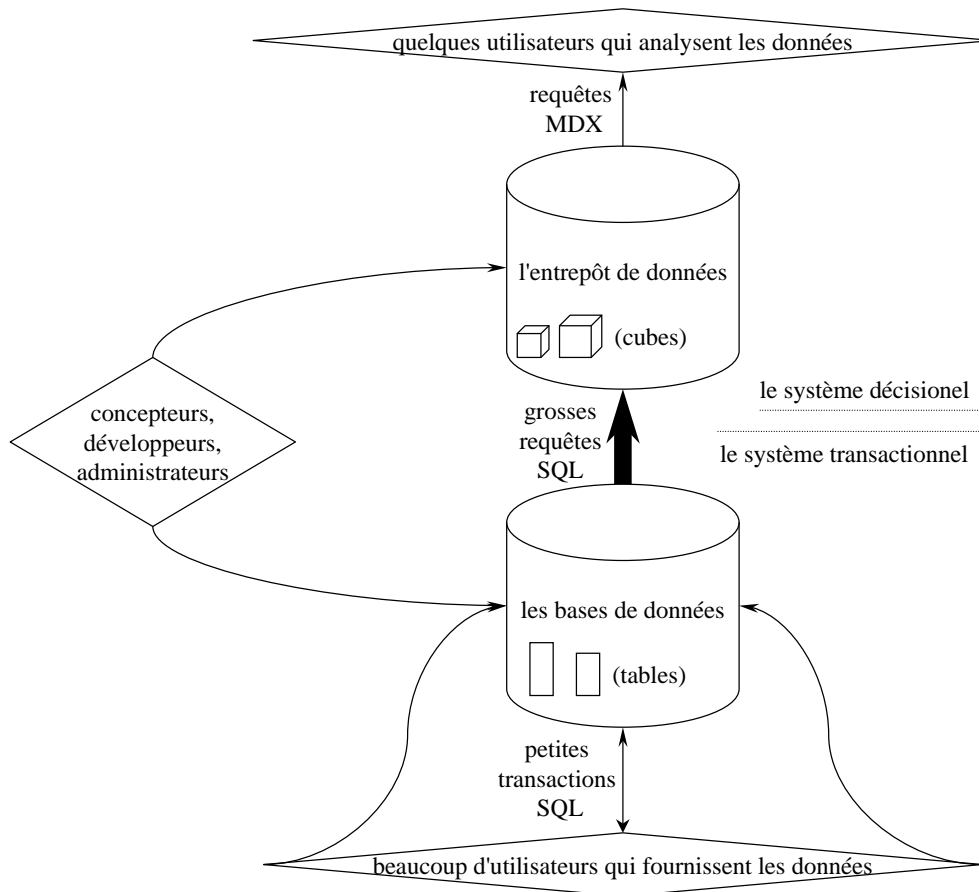 quelques utilisateurs qui analysent les données
requêtes
MDX
l'entrepôt de données
(cubes)
le système décisionel
grosses
requêtes
SQL
concepteurs,
développeurs,
administrateurs
le système transactionnel
les bases de données
(tables)
petites
transactions
SQL
beaucoup d'utilisateurs qui fournissent les données